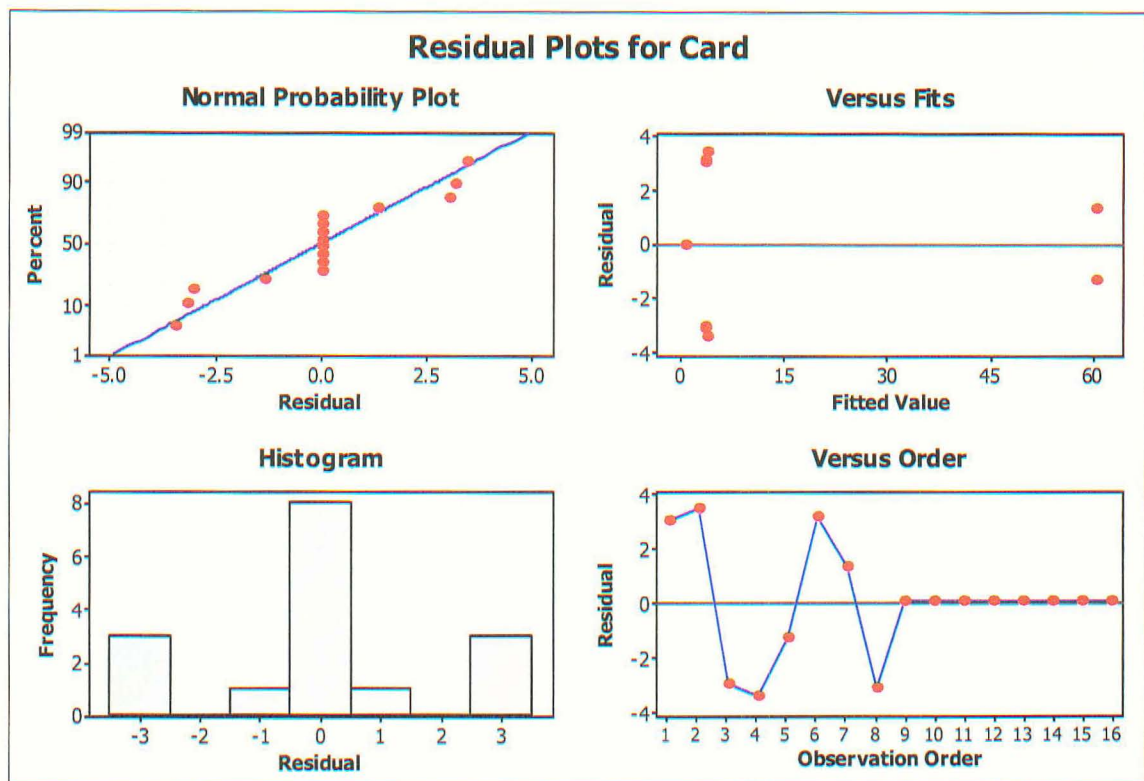 Residual Plots for Card
Normal Probability Plot
Versus Fits
Percent
99
90
50
10
1
-5.0 -2.5 0.0 2.5 5.0
Residual
Residual
4
2
0
-2
-4
0 15 30 45 60
Fitted Value
Histogram
Versus Order
Frequency
8
6
4
2
0
-3 -2 -1 0 1 2 3
Residual
Residual
4
2
0
-2
-4
1 2 3 4 5 6 7 8 9 10 11 12 13 14 15 16
Observation Order